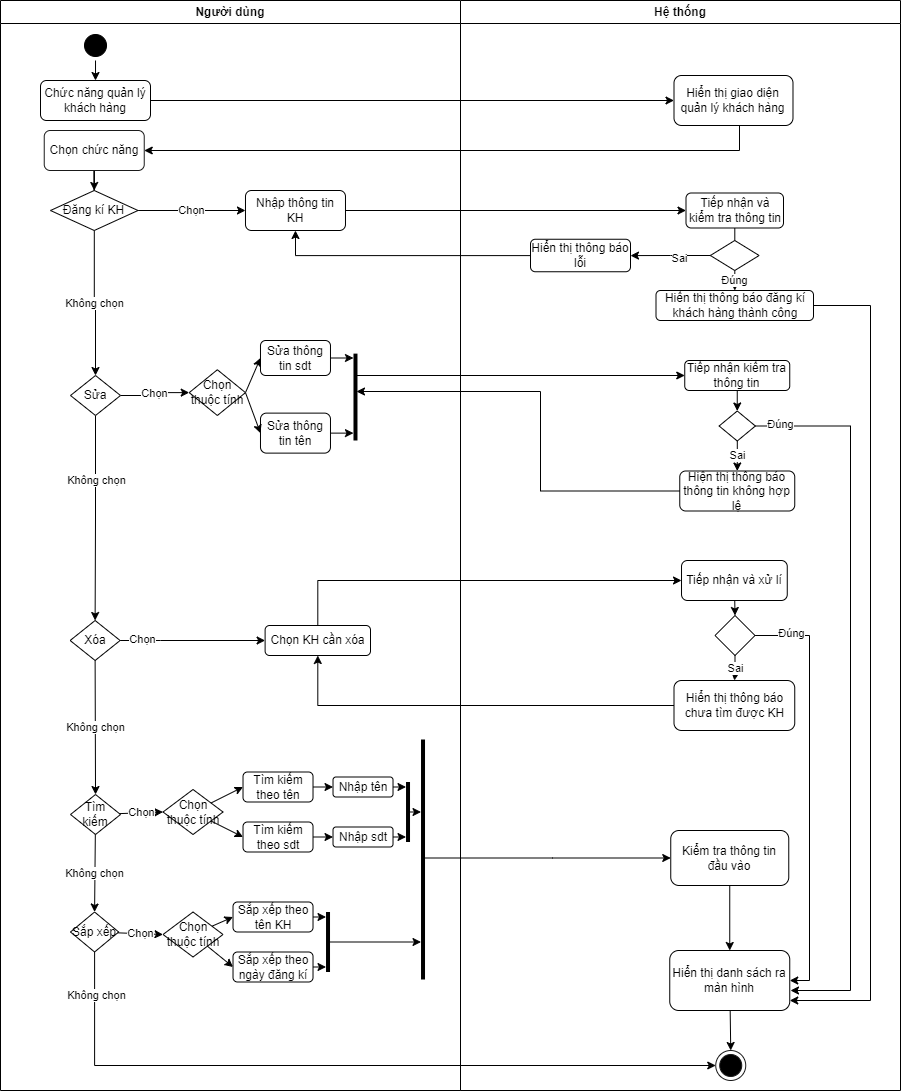 Người dùng
Hệ thống
Chức năng quản lý
khách hàng
Hiển thị giao diện
quản lý khách hàng
Chọn chức năng
Đăng kí KH
Chọn
Nhập thông tin
KH
Tiếp nhận và
kiểm tra thông tin
Hiển thị thông báo
lỗi
Sai
Đúng
Hiển thị thông báo đăng kí
khách hàng thành công
Không chọn
Sửa
Chọn
Chọn
thuộc tính
Sửa thông
tin sdt
Sửa thông
tin tên
Tiếp nhận kiểm tra
thông tin
Đúng
Sai
Hiện thị thông báo
thông tin không hợp
lệ
Không chọn
Xóa
Chọn
Chọn KH cần xóa
Tiếp nhận và xử lí
Đúng
Sai
Hiển thị thông báo
chưa tìm được KH
Không chọn
Tìm
kiếm
Chọn
Chọn
thuộc tính
Tìm kiếm
theo tên
Nhập tên
Tìm kiếm
theo sdt
Nhập sdt
Kiểm tra thông tin
đầu vào
Không chọn
Sắp xếp
Chọn
Chọn
thuộc tính
Sắp xếp theo
tên KH
Sắp xếp theo
ngày đăng kí
Hiển thị danh sách ra
màn hình
Không chọn